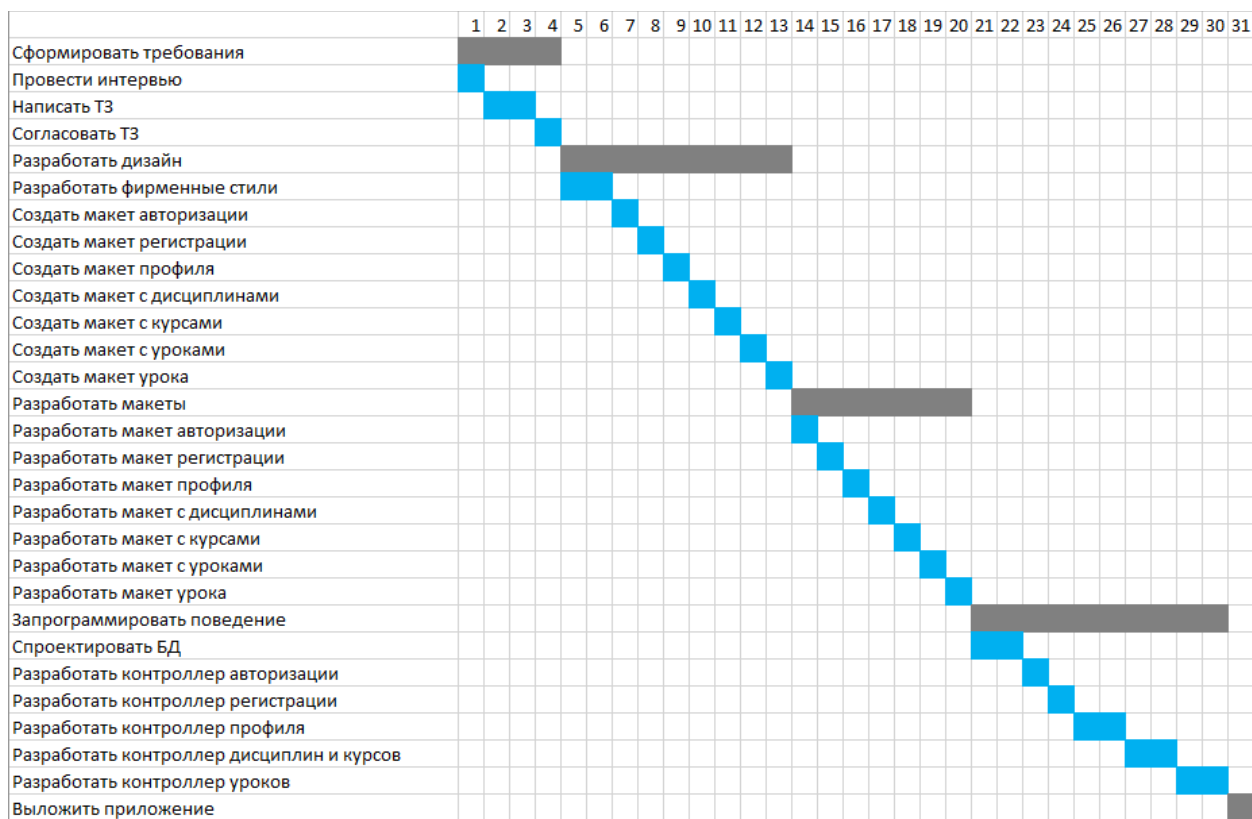 1 2 3 4 5 6 7 8 9 10 11 12 13 14 15 16 17 18 19 20 21 22 23 24 25 26 27 28 29 30 31
Сформировать требования
Провести интервью
Написать ТЗ
Согласовать ТЗ
Разработать дизайн
Разработать фирменные стили
Создать макет авторизации
Создать макет регистрации
Создать макет профиля
Создать макет с дисциплинами
Создать макет с курсами
Создать макет с уроками
Создать макет урока
Разработать макеты
Разработать макет авторизации
Разработать макет регистрации
Разработать макет профиля
Разработать макет с дисциплинами
Разработать макет с курсами
Разработать макет с уроками
Разработать макет урока
Запрограммировать поведение
Спроектировать БД
Разработать контроллер авторизации
Разработать контроллер регистрации
Разработать контроллер профиля
Разработать контроллер дисциплин и курсов
Разработать контроллер уроков
Выложить приложение